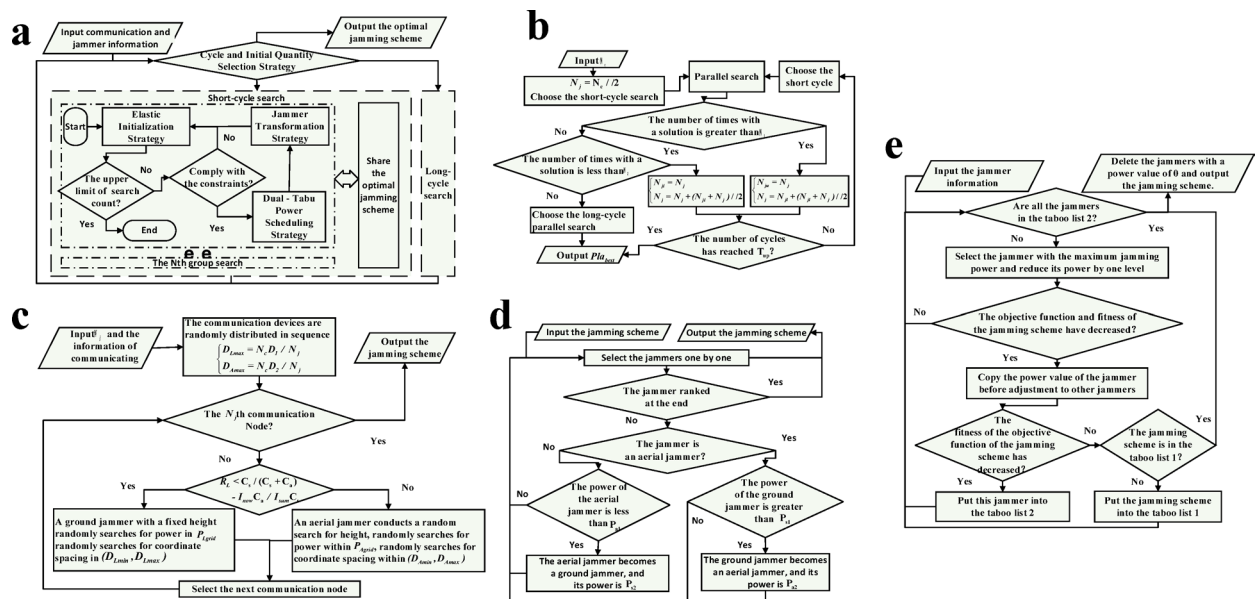 a
Input communication and
jammer information
Output the optimal
jamming scheme
Cycle and Initial Quantity
Selection Strategy
Short-cycle search
Start
Elastic
Initialization
Strategy
Jammer
Transformation
Strategy
No
The upper
limit of search
count?
No
Comply with
the constraints?
Yes
End
Yes
Dual - Tabu
Power
Scheduling
Strategy
The Nth group search
Share
the
optimal
jamming
scheme
Long-
cycle
search
b
Input
N_j = N_c //2
Choose the short-cycle search
Parallel search
Choose the
short cycle
The number of times with
a solution is greater than
No
Yes
The number of times with a
solution is less than
Yes
No
N_j = N_j + (N_jl + N_j) //2
N_j = N_jl + (N_jl + N_j) //2
Choose the long-cycle
parallel search
Yes
The number of cycles
has reached T_wp?
No
Output Pla_best
c
Input and the
information of
communicating
The communication devices are
randomly distributed in sequence
D_Lmax = N_c D_1 / N_j
D_Amax = N_c D_2 / N_j
Output the
jamming scheme
The N_j th communication
Node?
Yes
No
R_L < C_s / (C_s + C_a)
Yes
No
A ground jammer with a fixed height
randomly searches for power in P_Lgrid
randomly searches for coordinate
spacing in (D_Lmin, D_Lmax)
An aerial jammer conducts a random
search for height, randomly searches for
power within P_Agrid, randomly searches for
coordinate spacing within (D_Amin, D_Amax)
Select the next communication node
d
Input the jamming scheme
Output the jamming scheme
Select the jammers one by one
The jammer ranked
at the end
Yes
No
The jammer is
an aerial jammer?
No
Yes
The power of
the aerial
jammer is less
than
The power
of the ground
jammer is greater
than P_s1
No
No
Yes
Yes
The aerial jammer becomes
a ground jammer, and
its power is P_s2
The ground jammer becomes
an aerial jammer, and its
power is P_a2
e
Input the jammer
information
Delete the jammers with a
power value of 0 and output
the jamming scheme.
Are all the jammers
in the taboo list 2?
No
Yes
Select the jammer with the maximum jamming
power and reduce its power by one level
No
The objective function and fitness of
the jamming scheme have decreased?
Yes
Copy the power value of the jammer
before adjustment to other jammers
The
fitness of the objective
function of the jamming
scheme has
decreased?
No
The jamming
scheme is in the
taboo list 1?
Yes
Yes
No
Put this jammer into
the taboo list 2
Put the jamming scheme
into the taboo list 1